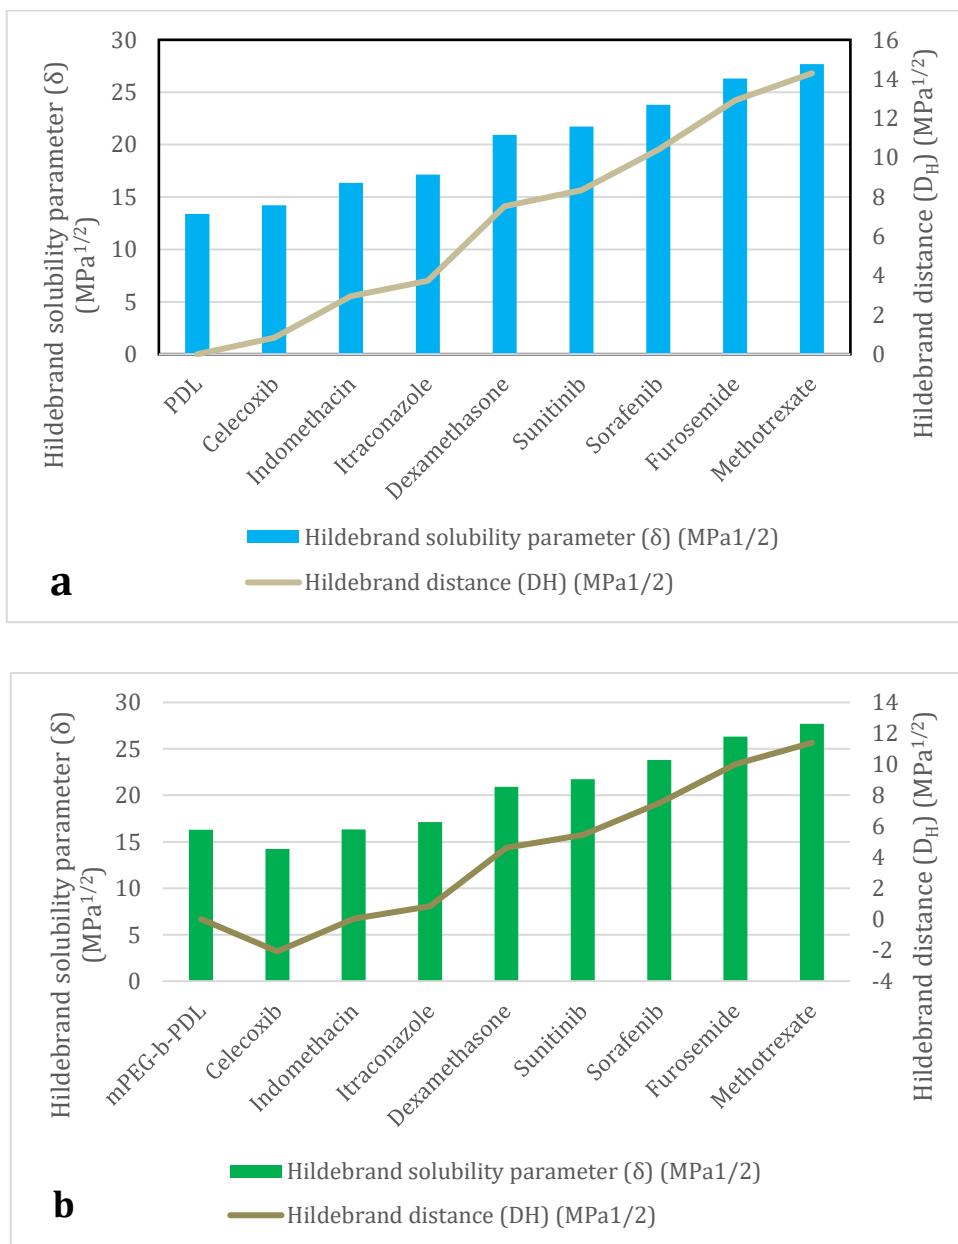 Hildebrand solubility parameter (δ)
(MPa1/2)
30
25
20
15
10
5
0
16
14
12
10
8
6
4
2
0
Hildebrand distance (DH) (MPa1/2)
PDL
Celecoxib
Indomethacin
Itraconazole
Dexamethasone
Sunitinib
Sorafenib
Furosemide
Methotrexate
Hildebrand solubility parameter (δ) (MPa1/2)
Hildebrand distance (DH) (MPa1/2)
a
Hildebrand solubility parameter (δ)
(MPa1/2)
30
25
20
15
10
5
0
14
12
10
8
6
4
2
0
-2
-4
Hildebrand distance (DH) (MPa1/2)
mPEG-b-PDL
Celecoxib
Indomethacin
Itraconazole
Dexamethasone
Sunitinib
Sorafenib
Furosemide
Methotrexate
Hildebrand solubility parameter (δ) (MPa1/2)
Hildebrand distance (DH) (MPa1/2)
b